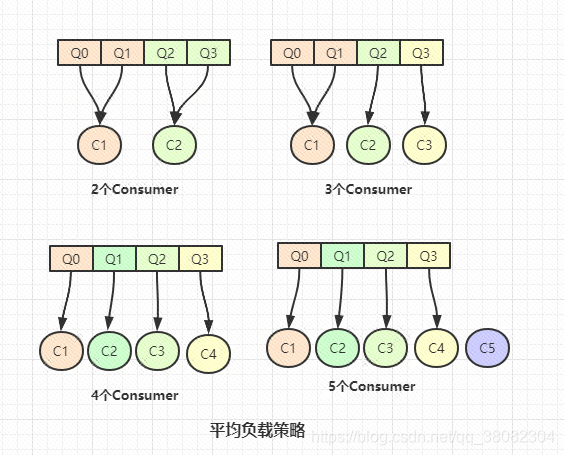 Q0 Q1 Q2 Q3
C1 C2
2个Consumer
Q0 Q1 Q2 Q3
C1 C2 C3
3个Consumer
Q0 Q1 Q2 Q3
C1 C2 C3 C4
4个Consumer
Q0 Q1 Q2 Q3
C1 C2 C3 C4 C5
5个Consumer
平均负载策略
https://blog.csdn.net/qq_38082304